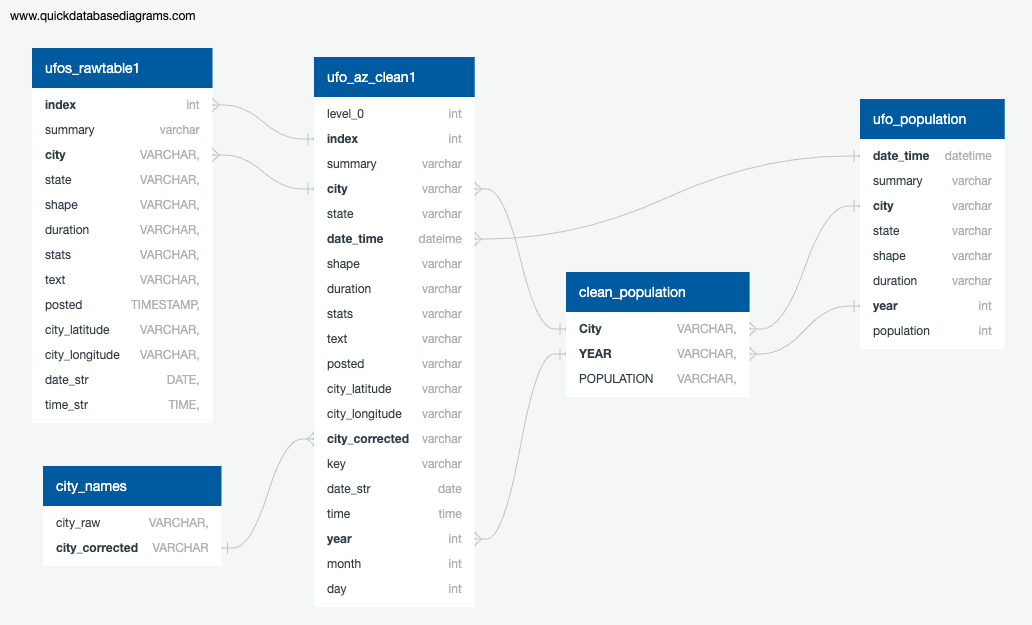 www.quickdatabasediagrams.com
ufos_rawtable1
index int
summary varchar
city VARCHAR,
state VARCHAR,
shape VARCHAR,
duration VARCHAR,
stats VARCHAR,
text VARCHAR,
posted TIMESTAMP,
city_latitude VARCHAR,
city_longitude VARCHAR,
date_str DATE,
time_str TIME,
city_names
city_raw VARCHAR,
city_corrected VARCHAR
ufo_az_clean1
level_0 int
index int
summary varchar
city varchar
state varchar
date_time dateime
shape varchar
duration varchar
stats varchar
text varchar
posted varchar
city_latitude varchar
city_longitude varchar
city_corrected varchar
key varchar
date_str date
time time
year int
month int
day int
clean_population
City VARCHAR,
YEAR VARCHAR,
POPULATION VARCHAR,
ufo_population
date_time datetime
summary varchar
city varchar
state varchar
shape varchar
duration varchar
year int
population int